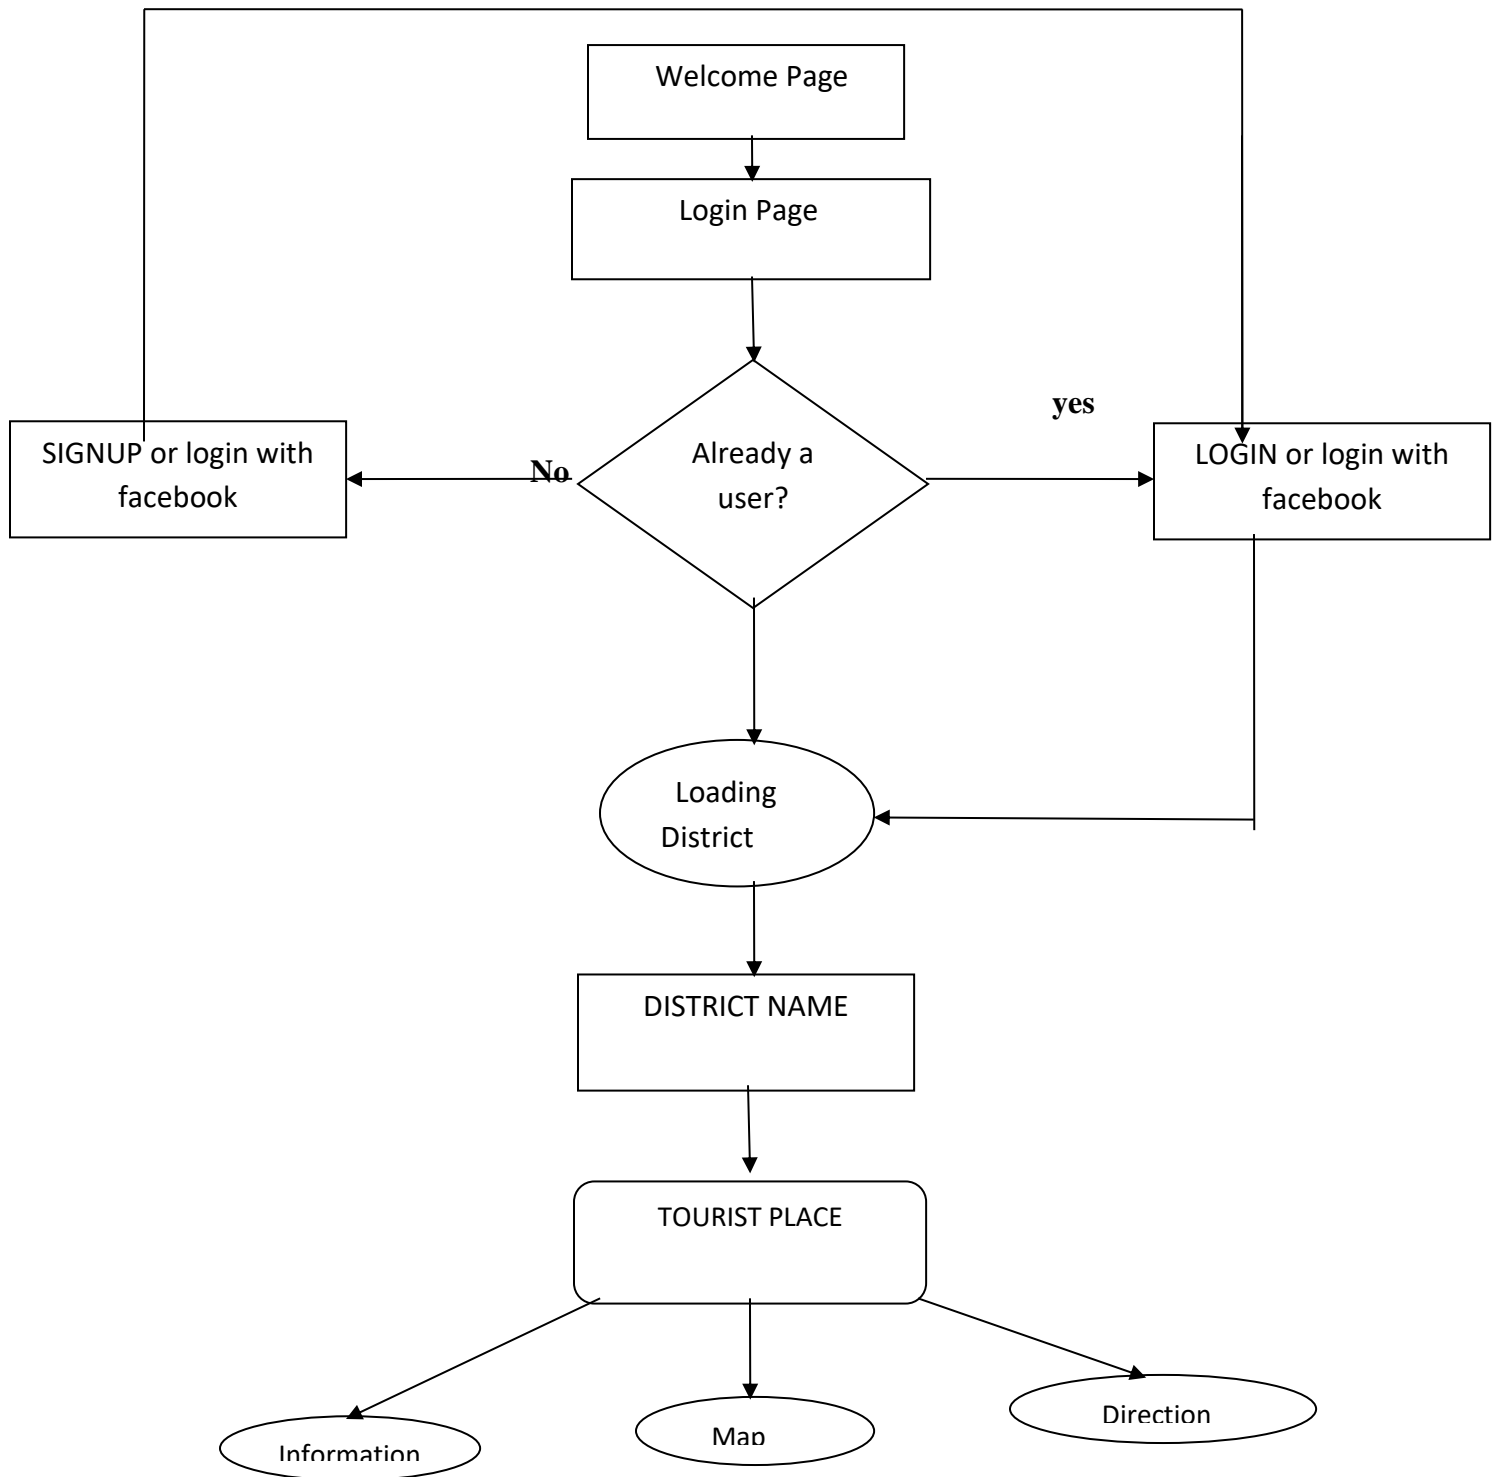 Welcome Page
Login Page
yes
SIGNUP or login with
facebook
No
Already a
user?
LOGIN or login with
facebook
Loading
District
DISTRICT NAME
TOURIST PLACE
Information
Map
Direction